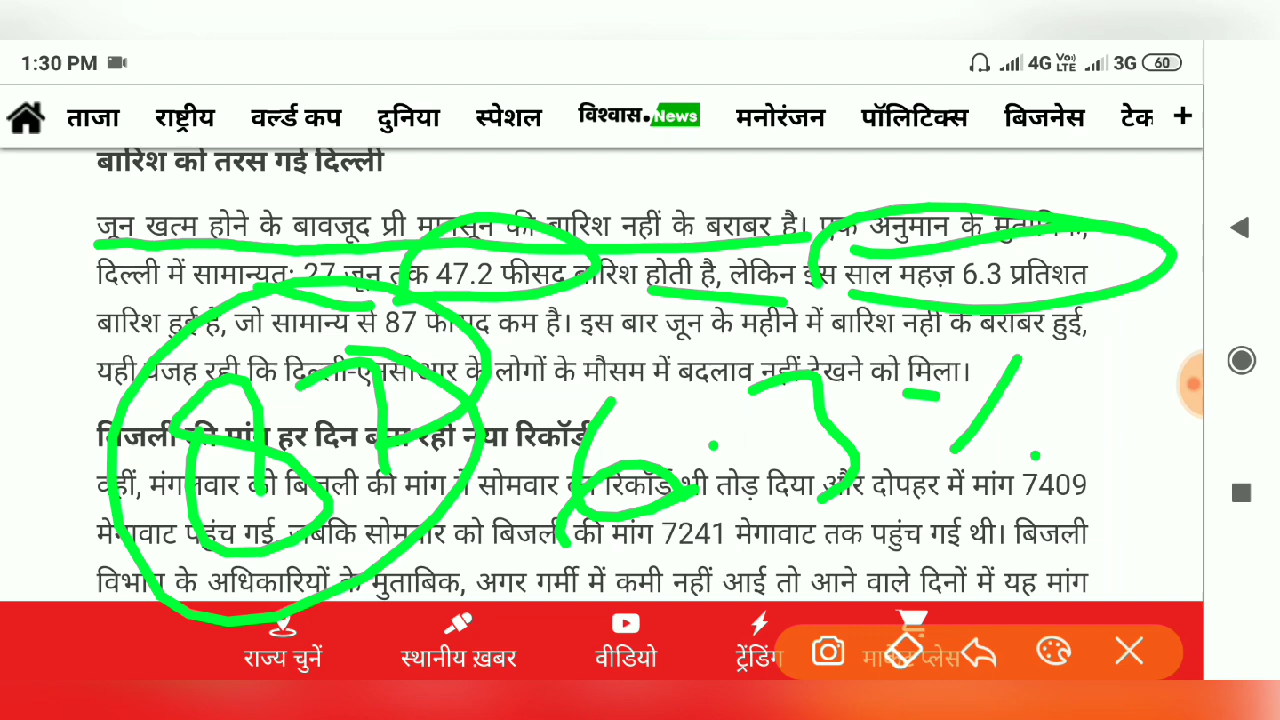 1:30 PM 4G Vo)) LTE 3G 60
ताजा राष्ट्रीय वर्ल्ड कप दुनिया स्पेशल विश्वास.News मनोरंजन पॉलिटिक्स बिजनेस टेक +
बारिश को तरस गई दिल्ली
जून खत्म होने के बावजूद प्री मानसून की बारिश नहीं के बराबर है। एक अनुमान के मुताबिक,
दिल्ली में सामान्यतः 27 जून तक 47.2 फीसद बारिश होती है, लेकिन इस साल महज़ 6.3 प्रतिशत
बारिश हुई है, जो सामान्य से 87 फीसद कम है। इस बार जून के महीने में बारिश नहीं के बराबर हुई,
यही वजह रही कि दिल्ली-एनसीआर के लोगों के मौसम में बदलाव नहीं देखने को मिला।
87 6.3 %
बिजली की मांग हर दिन बना रही नया रिकॉर्ड
वहीं, मंगलवार को बिजली की मांग ने सोमवार का रिकॉर्ड भी तोड़ दिया और दोपहर में मांग 7409
मेगावाट पहुंच गई, जबकि सोमवार को बिजली की मांग 7241 मेगावाट तक पहुंच गई थी। बिजली
विभाग के अधिकारियों के मुताबिक, अगर गर्मी में कमी नहीं आई तो आने वाले दिनों में यह मांग
राज्य चुनें स्थानीय ख़बर वीडियो ट्रेंडिंग मार्केट प्लेस